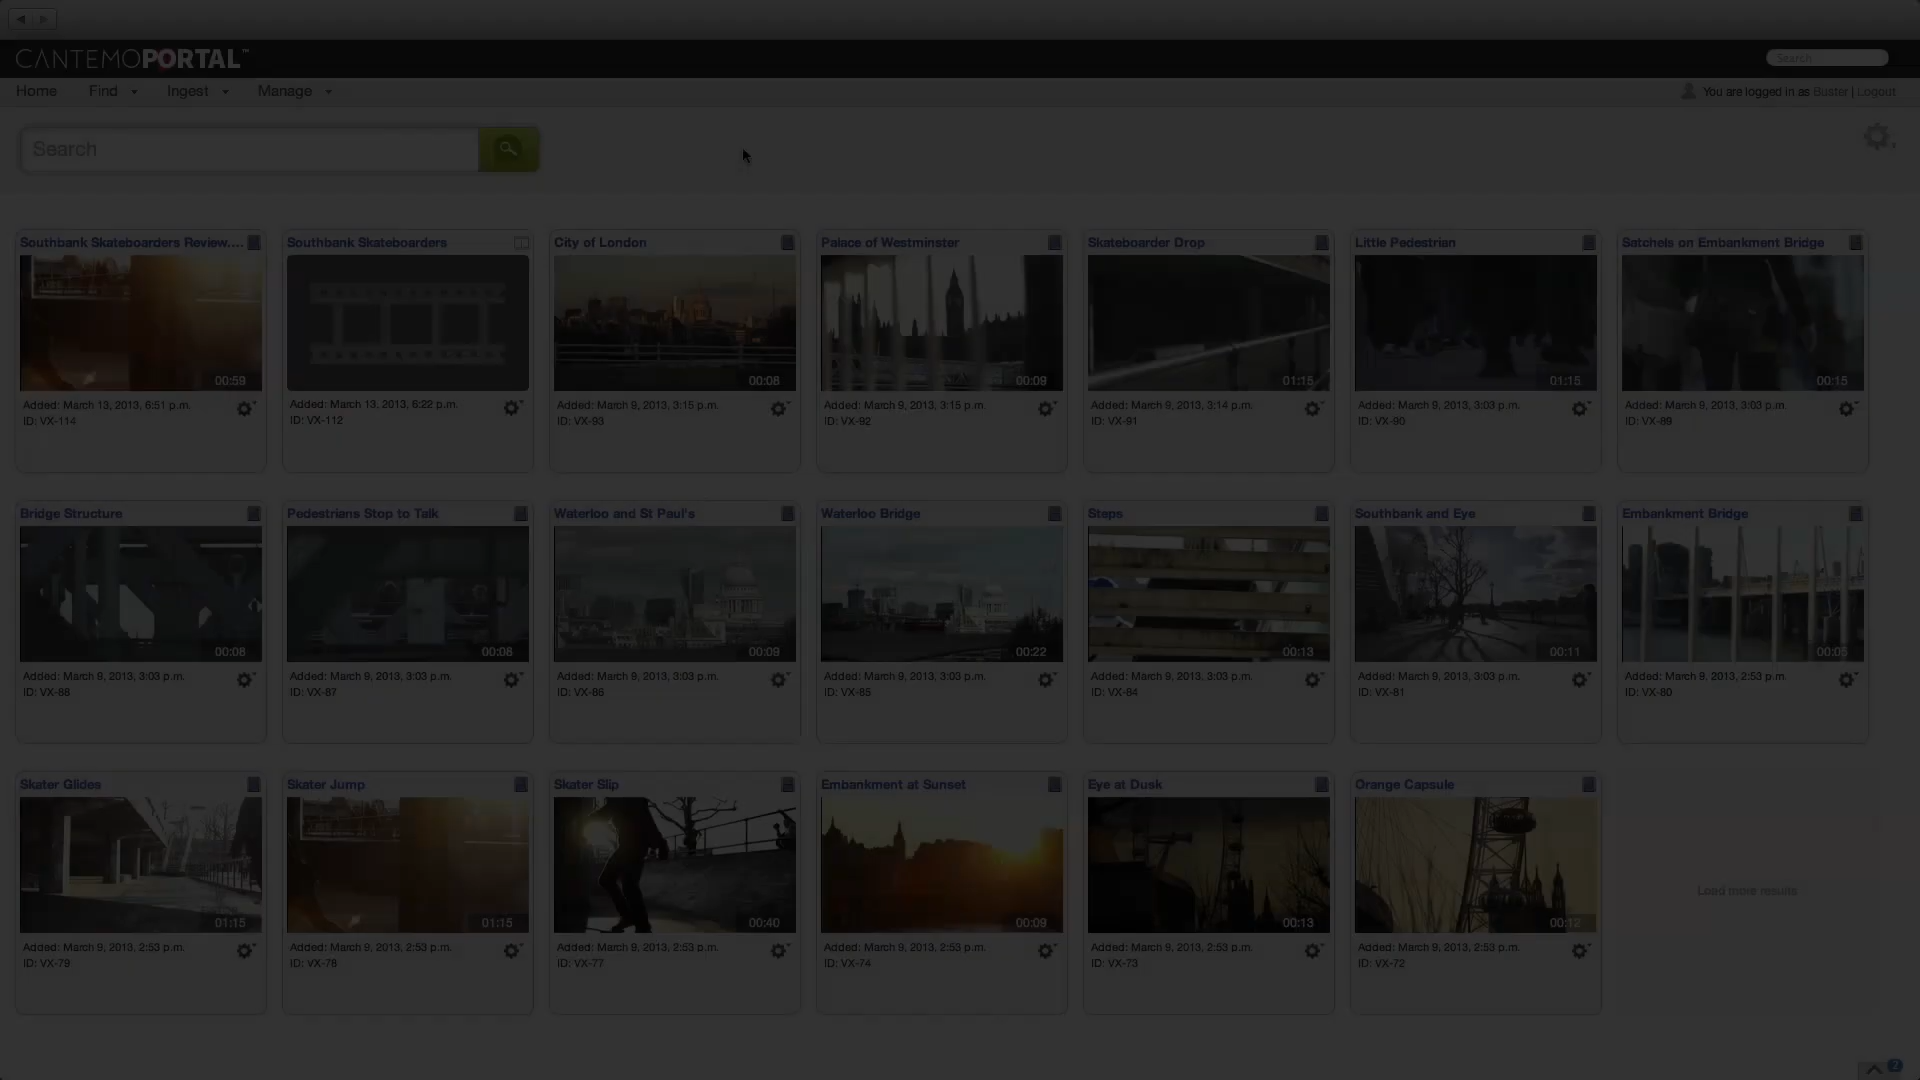 CANTEMOPORTAL™
Search
Home Find Ingest Manage
You are logged in as Buster | Logout
Search
Southbank Skateboarders Review....
00:59
Added: March 13, 2013, 6:51 p.m.
ID: VX-114
Southbank Skateboarders
Added: March 13, 2013, 6:22 p.m.
ID: VX-112
City of London
00:08
Added: March 9, 2013, 3:15 p.m.
ID: VX-93
Palace of Westminster
00:09
Added: March 9, 2013, 3:15 p.m.
ID: VX-92
Skateboarder Drop
01:15
Added: March 9, 2013, 3:14 p.m.
ID: VX-91
Little Pedestrian
01:15
Added: March 9, 2013, 3:03 p.m.
ID: VX-90
Satchels on Embankment Bridge
00:15
Added: March 9, 2013, 3:03 p.m.
ID: VX-89
Bridge Structure
00:08
Added: March 9, 2013, 3:03 p.m.
ID: VX-88
Pedestrians Stop to Talk
00:08
Added: March 9, 2013, 3:03 p.m.
ID: VX-87
Waterloo and St Paul's
00:09
Added: March 9, 2013, 3:03 p.m.
ID: VX-86
Waterloo Bridge
00:22
Added: March 9, 2013, 3:03 p.m.
ID: VX-85
Steps
00:13
Added: March 9, 2013, 3:03 p.m.
ID: VX-84
Southbank and Eye
00:11
Added: March 9, 2013, 3:03 p.m.
ID: VX-81
Embankment Bridge
Added: March 9, 2013, 2:53 p.m
ID: VX-80
Skater Glides
01:15
Added: March 9, 2013, 2:53 p.m.
ID: VX-79
Skater Jump
01:15
Added: March 9, 2013, 2:53 p.m.
ID: VX-78
Skater Slip
00:40
Added: March 9, 2013, 2:53 p.m.
ID: VX-77
Embankment at Sunset
00:09
Added: March 9, 2013, 2:53 p.m.
ID: VX-74
Eye at Dusk
00:13
Added: March 9, 2013, 2:53 p.m.
ID: VX-73
Orange Capsule
00:12
Added: March 9, 2013, 2:53 p.m.
ID: VX-72
Load more results
2